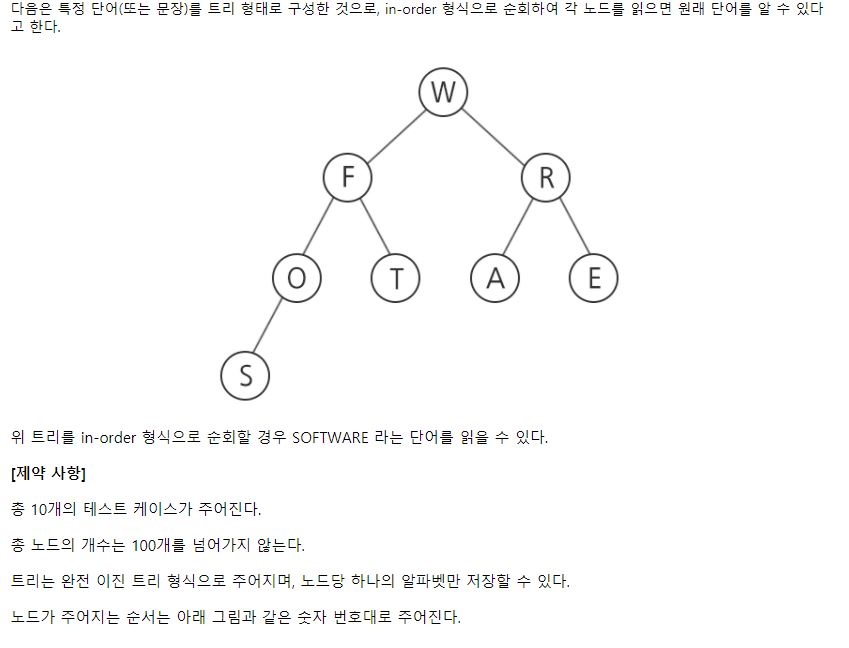 다음은 특정 단어(또는 문장)를 트리 형태로 구성한 것으로, in-order 형식으로 순회하여 각 노드를 읽으면 원래 단어를 알 수 있다
고 한다.
W
F R
O T A E
S
위 트리를 in-order 형식으로 순회할 경우 SOFTWARE 라는 단어를 읽을 수 있다.
[제약 사항]
총 10개의 테스트 케이스가 주어진다.
총 노드의 개수는 100개를 넘어가지 않는다.
트리는 완전 이진 트리 형식으로 주어지며, 노드당 하나의 알파벳만 저장할 수 있다.
노드가 주어지는 순서는 아래 그림과 같은 숫자 번호대로 주어진다.